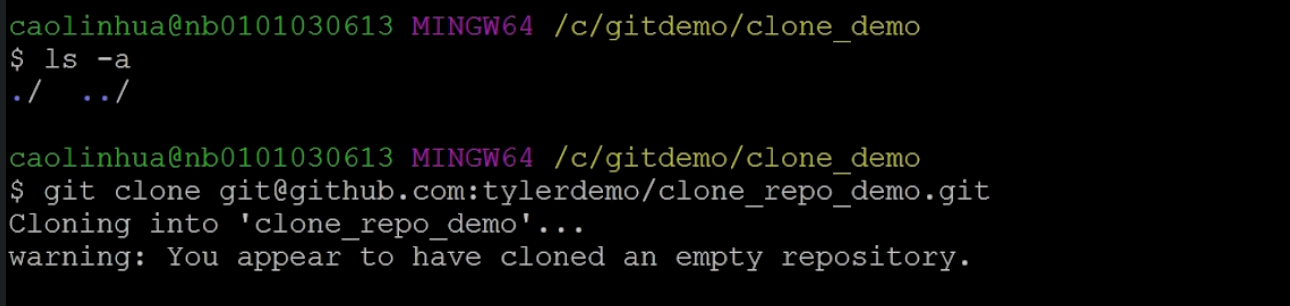 caolinhua@nb0101030613 MINGW64 /c/gitdemo/clone_demo
$ ls -a
./  ../
caolinhua@nb0101030613 MINGW64 /c/gitdemo/clone_demo
$ git clone git@github.com:tylerdemo/clone_repo_demo.git
Cloning into 'clone_repo_demo'...
warning: You appear to have cloned an empty repository.